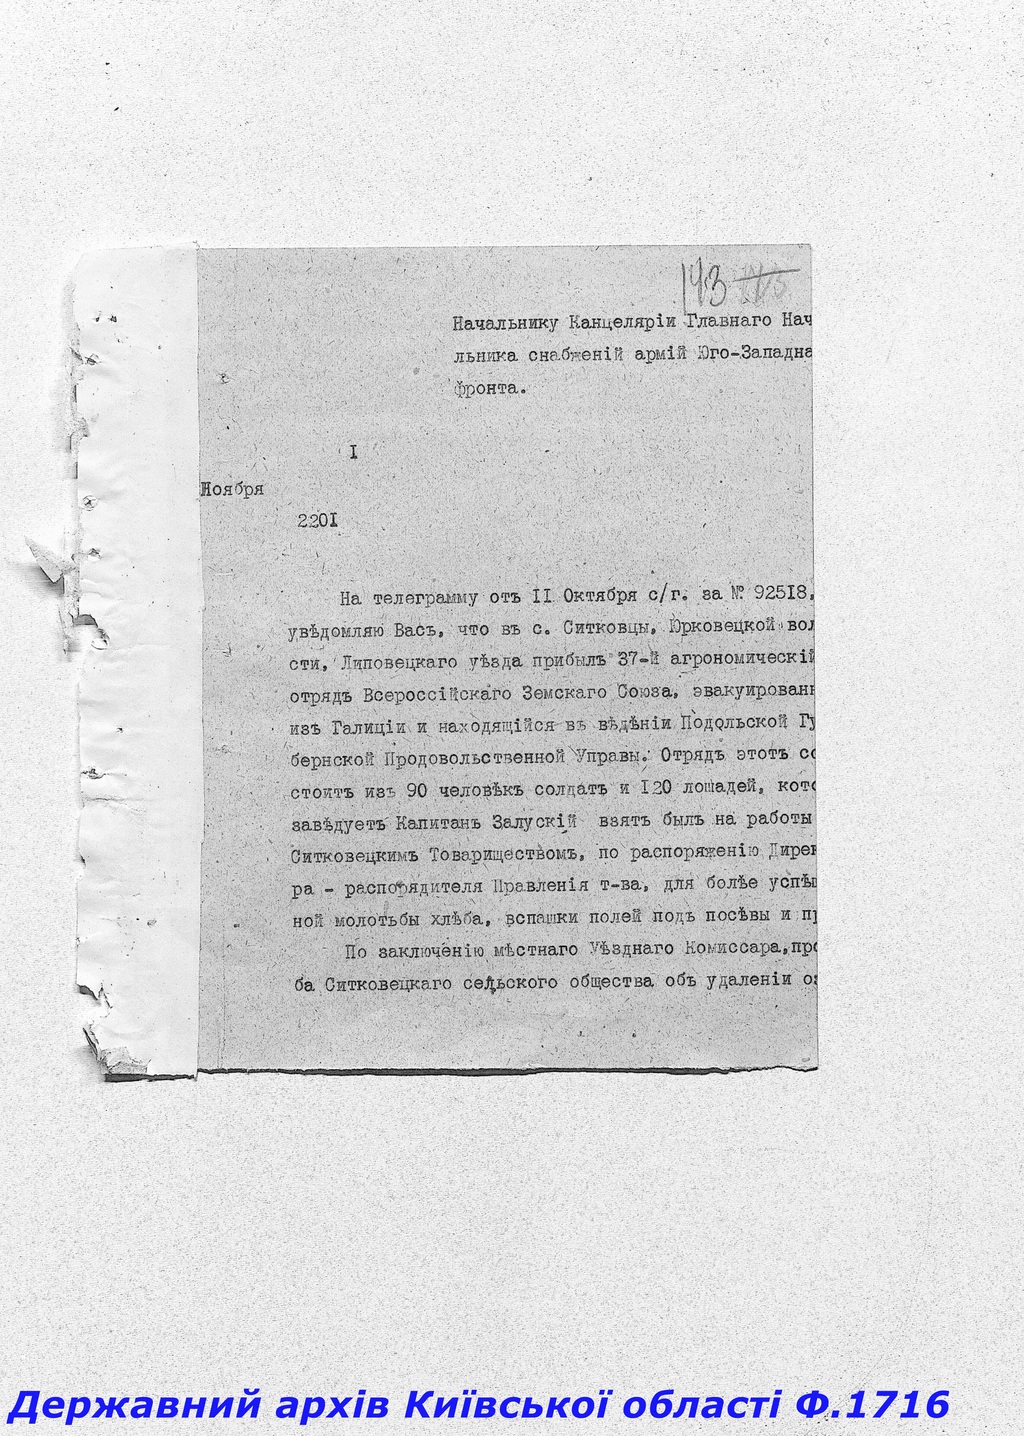 143
Начальнику Канцеляріи Главнаго Нач
льника снабженій армій Юго-Западна
фронта.
I
Ноября
220I
На телеграмму отъ II Октября с/г. за № 92518,
увѣдомляю Васъ, что въ с. Ситковцы, Юрковецкой вол
сти, Липовецкаго уѣзда прибылъ 37-й агрономическій
отрядъ Всероссійскаго Земскаго Союза, эвакуированн
изъ Галиціи и находящійся въ вѣдѣніи Подольской Гу
бернской Продовольственной Управы. Отрядъ этотъ со
стоитъ изъ 90 человѣкъ солдатъ и I20 лошадей, кото
завѣдуетъ Капитанъ Залускій взятъ былъ на работы
Ситковецкимъ Товариществомъ, по распоряженію Дирек
ра - распорядителя Правленія т-ва, для болѣе успѣш
ной молотьбы хлѣба, вспашки полей подъ посѣвы и пр
По заключенію мѣстнаго Уѣзднаго Комиссара,про
ба Ситковецкаго сельского общества объ удаленіи оз
Державний архів Київської області Ф.1716